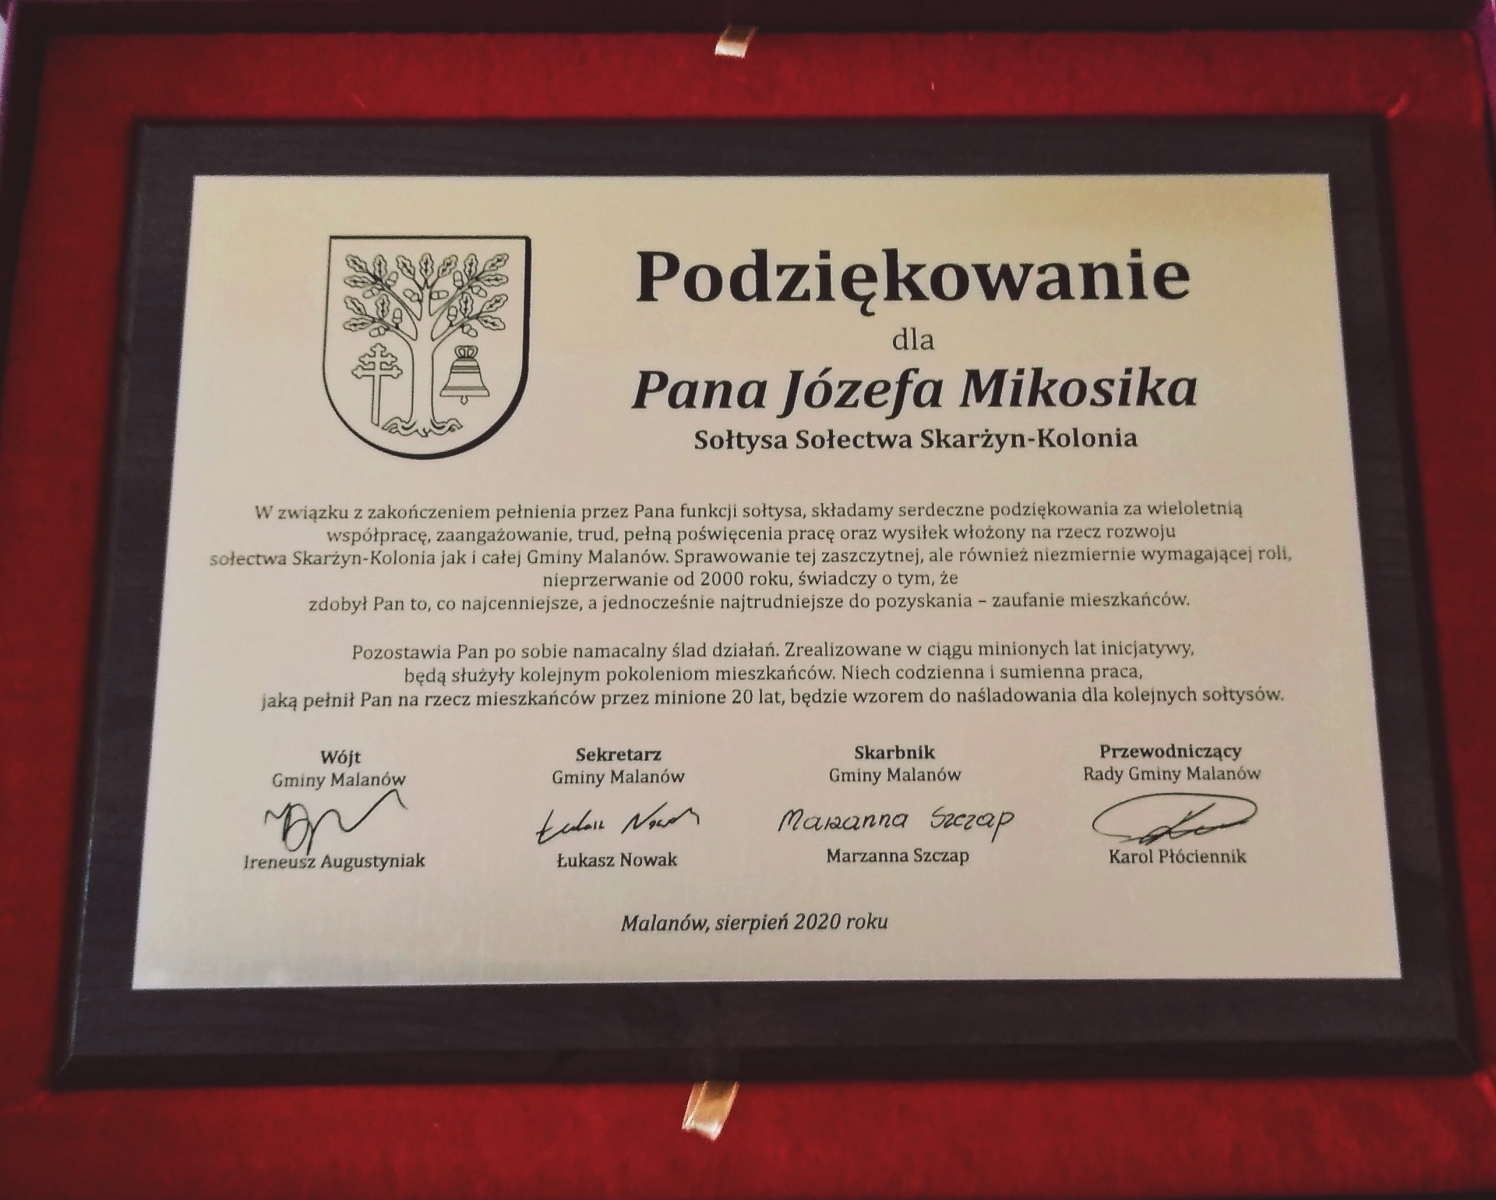 Podziękowanie
dla
Pana Józefa Mikosika
Sołtysa Sołectwa Skarżyn-Kolonia
W związku z zakończeniem pełnienia przez Pana funkcji sołtysa, składamy serdeczne podziękowania za wieloletnią
współpracę, zaangażowanie, trud, pełną poświęcenia pracę oraz wysiłek włożony na rzecz rozwoju
sołectwa Skarżyn-Kolonia jak i całej Gminy Malanów. Sprawowanie tej zaszczytnej, ale również niezmiernie wymagającej roli,
nieprzerwanie od 2000 roku, świadczy o tym, że
zdobył Pan to, co najcenniejsze, a jednocześnie najtrudniejsze do pozyskania – zaufanie mieszkańców.
Pozostawia Pan po sobie namacalny ślad działań. Zrealizowane w ciągu minionych lat inicjatywy,
będą służyły kolejnym pokoleniom mieszkańców. Niech codzienna i sumienna praca,
jaką pełnił Pan na rzecz mieszkańców przez minione 20 lat, będzie wzorem do naśladowania dla kolejnych sołtysów.
Wójt
Gminy Malanów
Ireneusz Augustyniak
Sekretarz
Gminy Malanów
Łukasz Nowak
Łukasz Nowak
Skarbnik
Gminy Malanów
Marzanna Szczap
Marzanna Szczap
Przewodniczący
Rady Gminy Malanów
Karol Płóciennik
Malanów, sierpień 2020 roku